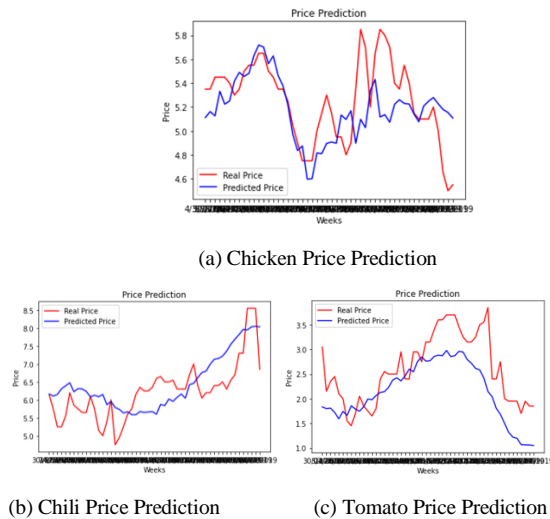 Price Prediction
5.8
5.6
5.4
5.2
5.0
4.8
4.6
Price
Real Price
Predicted Price
Weeks
(a) Chicken Price Prediction
Price Prediction
8.5
8.0
7.5
7.0
6.5
6.0
5.5
5.0
Price
Real Price
Predicted Price
Weeks
Price Prediction
3.5
3.0
2.5
2.0
1.5
1.0
Price
Real Price
Predicted Price
Weeks
(b) Chili Price Prediction
(c) Tomato Price Prediction